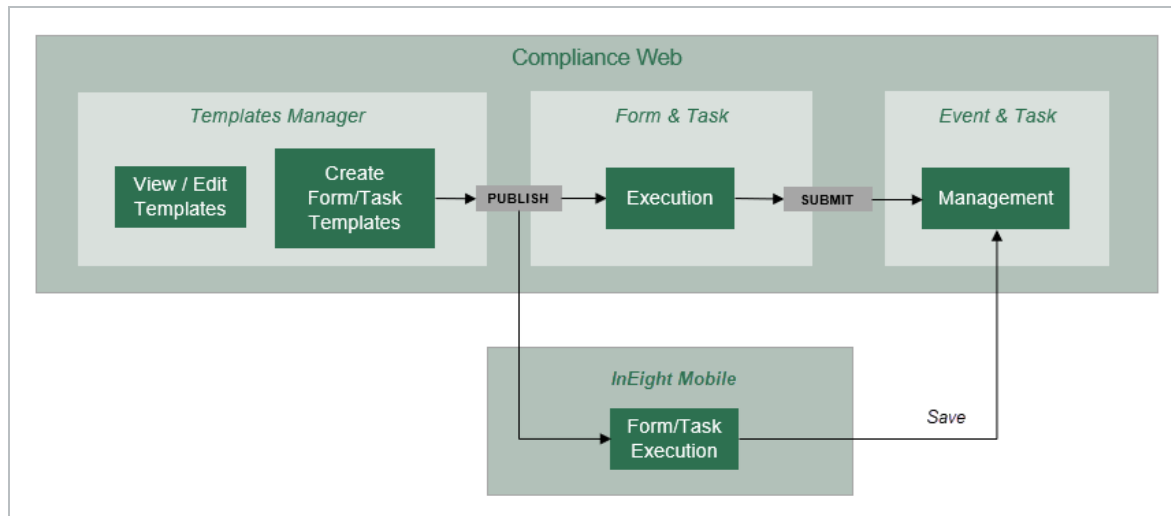 Compliance Web
Templates Manager
View / Edit
Templates
Create
Form/Task
Templates
PUBLISH
Form & Task
Execution
SUBMIT
Event & Task
Management
InEight Mobile
Form/Task
Execution
Save